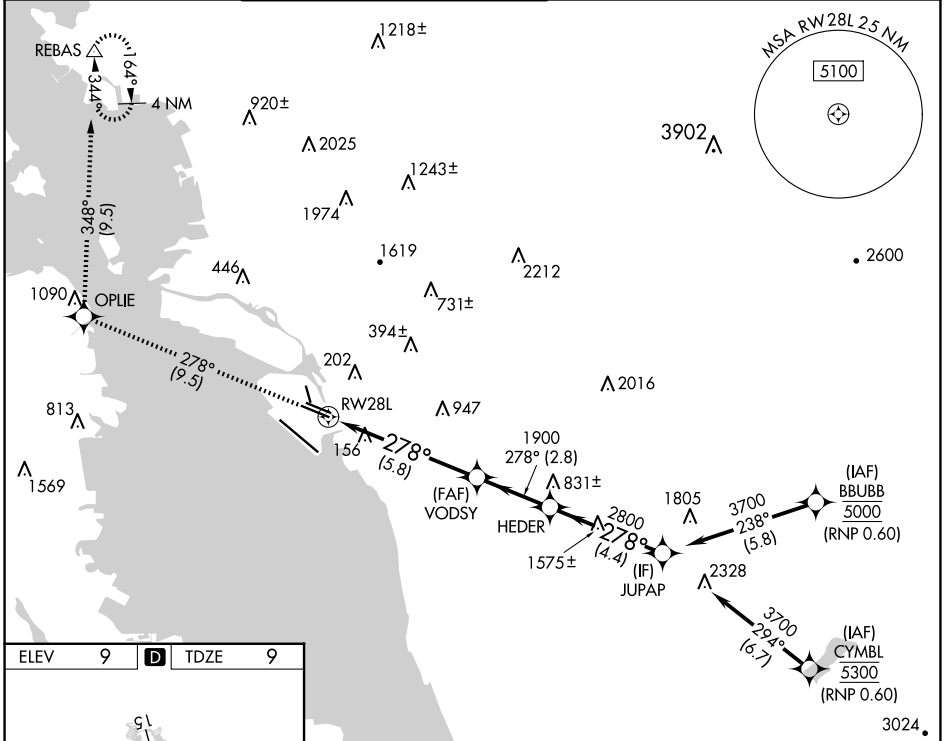 1218±
MSA RW28L 25 NM
5100
REBAS
164°
344°
4 NM
920±
2025
3902
1243±
1974
348°
(9.5)
1619
2600
446
2212
1090
OPLIE
731±
394±
278°
(9.5)
202
2016
RW28L
813
947
156
278°
(5.8)
1900
278° (2.8)
1569
(FAF)
VODSY
831±
HEDER
1805
3700
238°
(5.8)
(IAF)
BBUBB
5000
(RNP 0.60)
2800
278°
(4.4)
1575±
(IF)
JUPAP
2328
3700
294°
(6.7)
(IAF)
CYMBL
5300
(RNP 0.60)
ELEV 9 D TDZE 9
15
3024